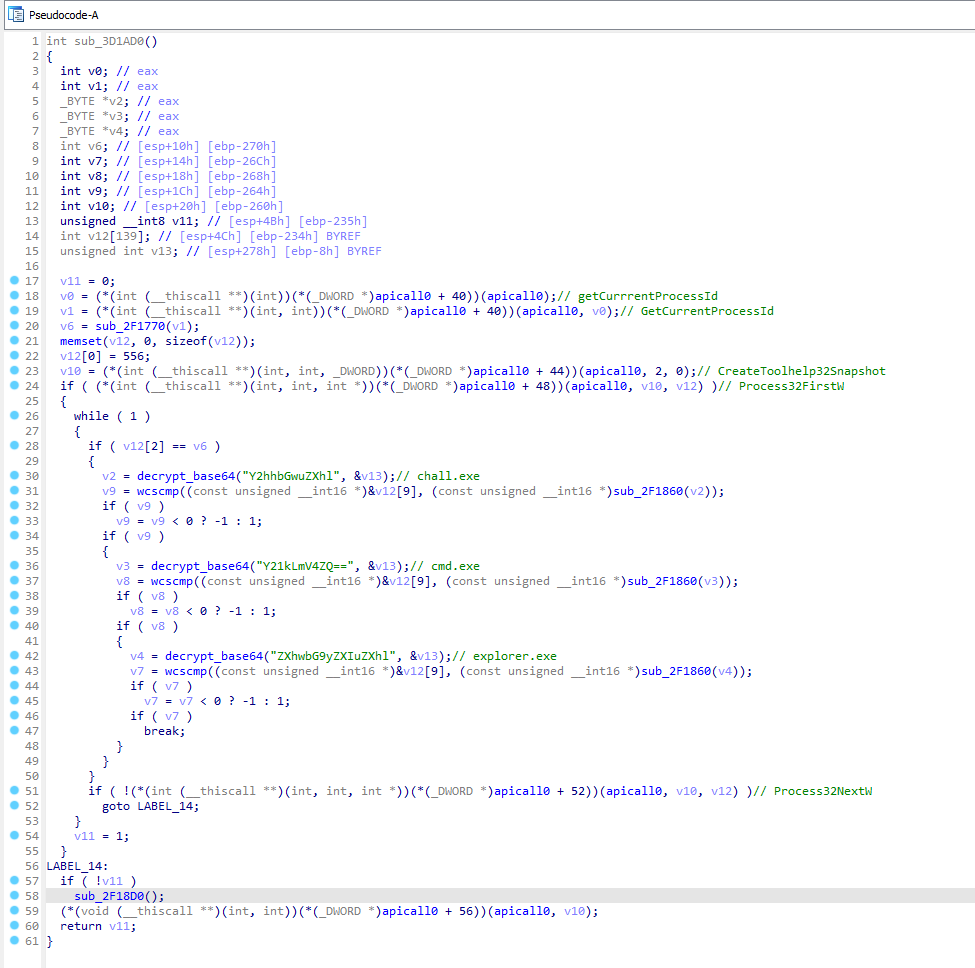 Pseudocode-A
1 int sub_3D1AD0()
2 {
3 int v0; // eax
4 int v1; // eax
5 _BYTE *v2; // eax
6 _BYTE *v3; // eax
7 _BYTE *v4; // eax
8 int v6; // [esp+10h] [ebp-270h]
9 int v7; // [esp+14h] [ebp-26Ch]
10 int v8; // [esp+18h] [ebp-268h]
11 int v9; // [esp+1Ch] [ebp-264h]
12 int v10; // [esp+20h] [ebp-260h]
13 unsigned __int8 v11; // [esp+4Bh] [ebp-235h]
14 int v12[139]; // [esp+4Ch] [ebp-234h] BYREF
15 unsigned int v13; // [esp+278h] [ebp-8h] BYREF
16
17 v11 = 0;
18 v0 = (*(int (__thiscall **)(int))(*(_DWORD *)apicall0 + 40))(apicall0);// getCurrrentProcessId
19 v1 = (*(int (__thiscall **)(int, int))(*(_DWORD *)apicall0 + 40))(apicall0, v0);// GetCurrentProcessId
20 v6 = sub_2F1770(v1);
21 memset(v12, 0, sizeof(v12));
22 v12[0] = 556;
23 v10 = (*(int (__thiscall **)(int, int, _DWORD))(*(_DWORD *)apicall0 + 44))(apicall0, 2, 0);// CreateToolhelp32Snapshot
24 if ( (*(int (__thiscall **)(int, int, int *))(*(_DWORD *)apicall0 + 48))(apicall0, v10, v12) )// Process32FirstW
25 {
26 while ( 1 )
27 {
28 if ( v12[2] == v6 )
29 {
30 v2 = decrypt_base64("Y2hhbGwuZXhl", &v13);// chall.exe
31 v9 = wcscmp((const unsigned __int16 *)&v12[9], (const unsigned __int16 *)sub_2F1860(v2));
32 if ( v9 )
33 v9 = v9 < 0 ? -1 : 1;
34 if ( v9 )
35 {
36 v3 = decrypt_base64("Y21kLmV4ZQ==", &v13);// cmd.exe
37 v8 = wcscmp((const unsigned __int16 *)&v12[9], (const unsigned __int16 *)sub_2F1860(v3));
38 if ( v8 )
39 v8 = v8 < 0 ? -1 : 1;
40 if ( v8 )
41 {
42 v4 = decrypt_base64("ZXhwbG9yZXIuZXhl", &v13);// explorer.exe
43 v7 = wcscmp((const unsigned __int16 *)&v12[9], (const unsigned __int16 *)sub_2F1860(v4));
44 if ( v7 )
45 v7 = v7 < 0 ? -1 : 1;
46 if ( v7 )
47 break;
48 }
49 }
50 }
51 if ( !(*(int (__thiscall **)(int, int, int *))(*(_DWORD *)apicall0 + 52))(apicall0, v10, v12) )// Process32NextW
52 goto LABEL_14;
53 }
54 v11 = 1;
55 }
56 LABEL_14:
57 if ( !v11 )
58 sub_2F18D0();
59 (*(void (__thiscall **)(int, int))(*(_DWORD *)apicall0 + 56))(apicall0, v10);
60 return v11;
61 }